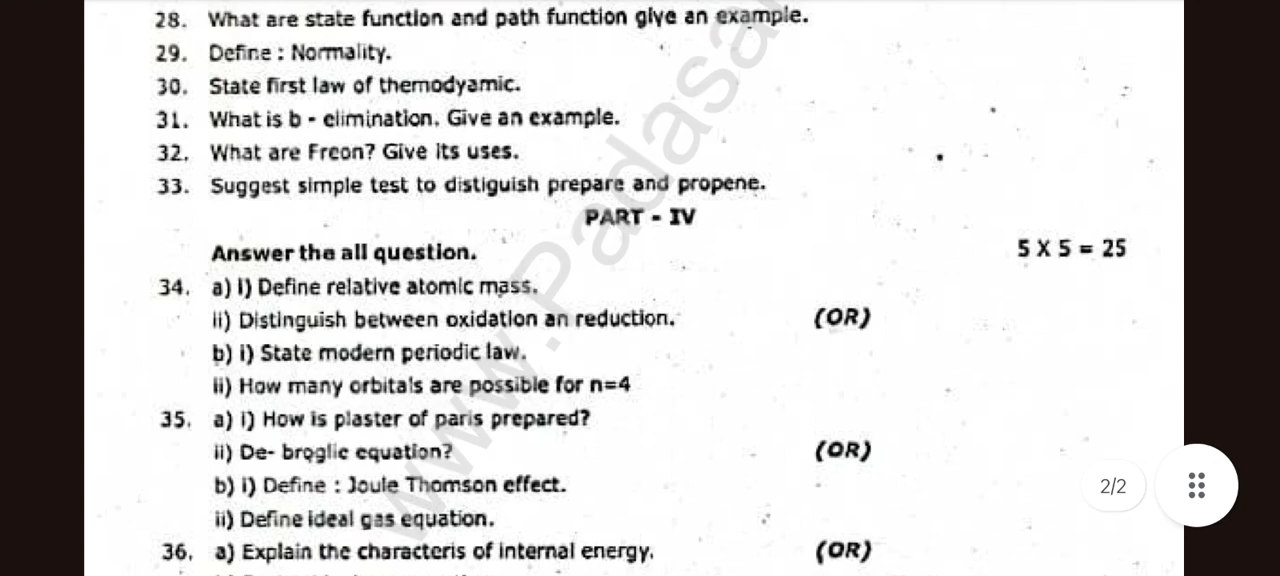 28. What are state function and path function give an example.
29. Define : Normality.
30. State first law of themodyamic.
31. What is b - elimination. Give an example.
32. What are Freon? Give its uses.
33. Suggest simple test to distiguish prepare and propene.
PART - IV
Answer the all question. 5 X 5 = 25
34. a) i) Define relative atomic mass.
ii) Distinguish between oxidation an reduction. (OR)
b) i) State modern periodic law.
ii) How many orbitals are possible for n=4
35. a) i) How is plaster of paris prepared?
ii) De- broglie equation? (OR)
b) i) Define : Joule Thomson effect.
ii) Define ideal gas equation.
36. a) Explain the characteris of internal energy. (OR)
www.Padasa
2/2